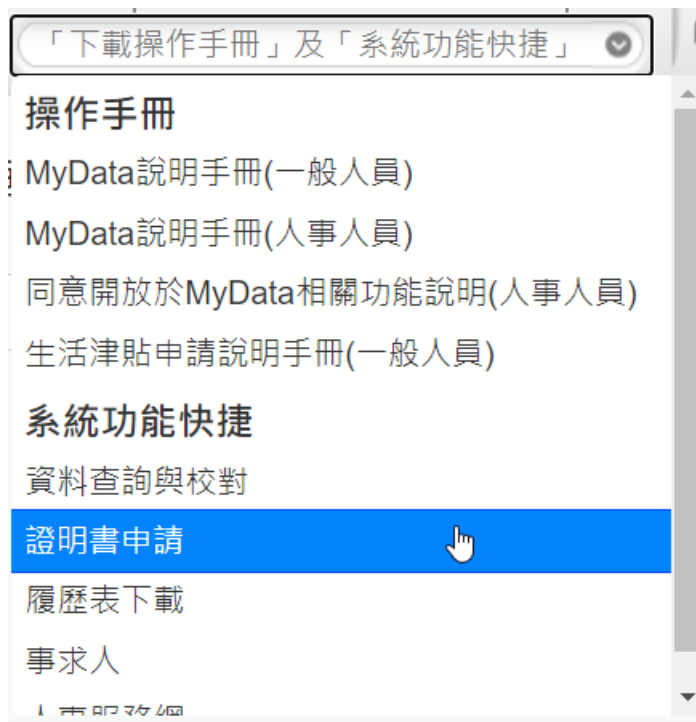 「下載操作手冊」及「系統功能快捷」
操作手冊
MyData說明手冊(一般人員)
MyData說明手冊(人事人員)
同意開放於MyData相關功能說明(人事人員)
生活津貼申請說明手冊(一般人員)
系統功能快捷
資料查詢與校對
證明書申請
履歷表下載
事求人
人事服務網